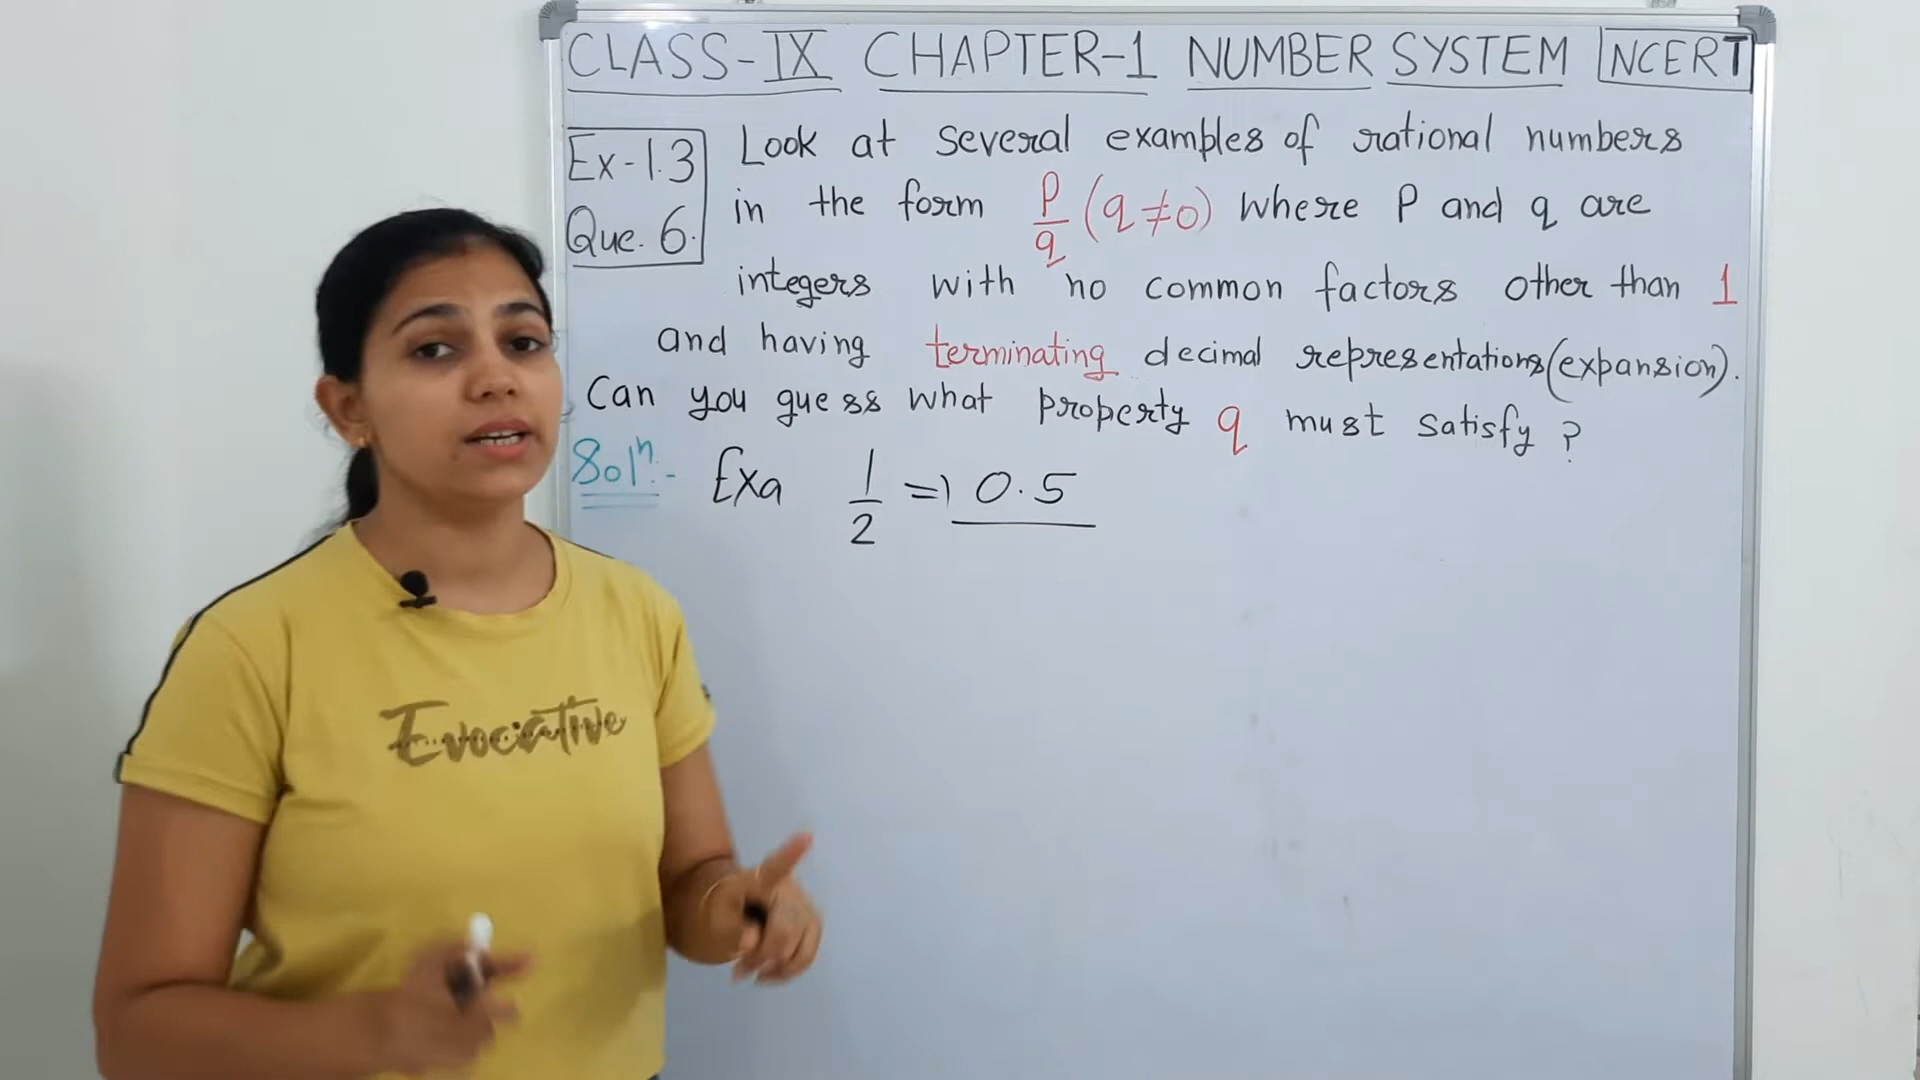 CLASS-IX CHAPTER-1 NUMBER SYSTEM NCERT
Ex-1.3
Que. 6.
Look at several examples of rational numbers
in the form p/q (q≠0) where p and q are
integers with no common factors other than 1
and having terminating decimal representations (expansion).
Can you guess what property q must satisfy ?
Solⁿ:- Exa 1/2 => 0.5
Evociative